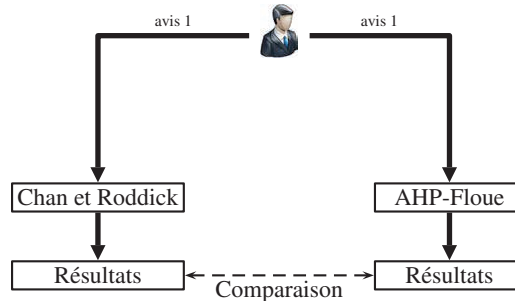 avis 1
avis 1
Chan et Roddick
AHP-Floue
Résultats
Résultats
Comparaison